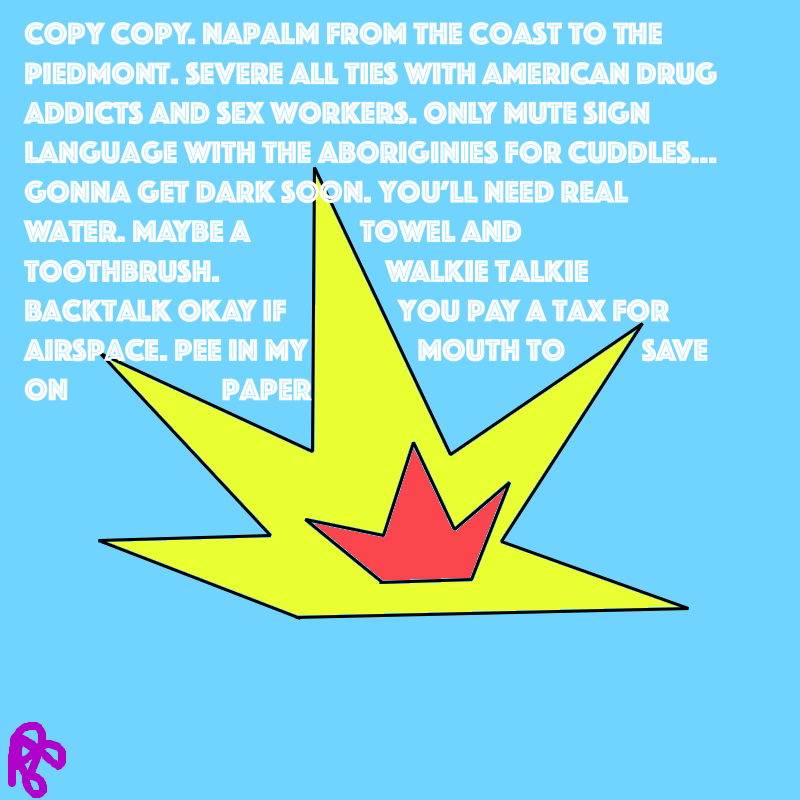 COPY COPY. NAPALM FROM THE COAST TO THE
PIEDMONT. SEVERE ALL TIES WITH AMERICAN DRUG
ADDICTS AND SEX WORKERS. ONLY MUTE SIGN
LANGUAGE WITH THE ABORIGINIES FOR CUDDLES...
GONNA GET DARK SOON. YOU'LL NEED REAL
WATER. MAYBE A TOWEL AND
TOOTHBRUSH. WALKIE TALKIE
BACKTALK OKAY IF YOU PAY A TAX FOR
AIRSPACE. PEE IN MY MOUTH TO SAVE
ON PAPER